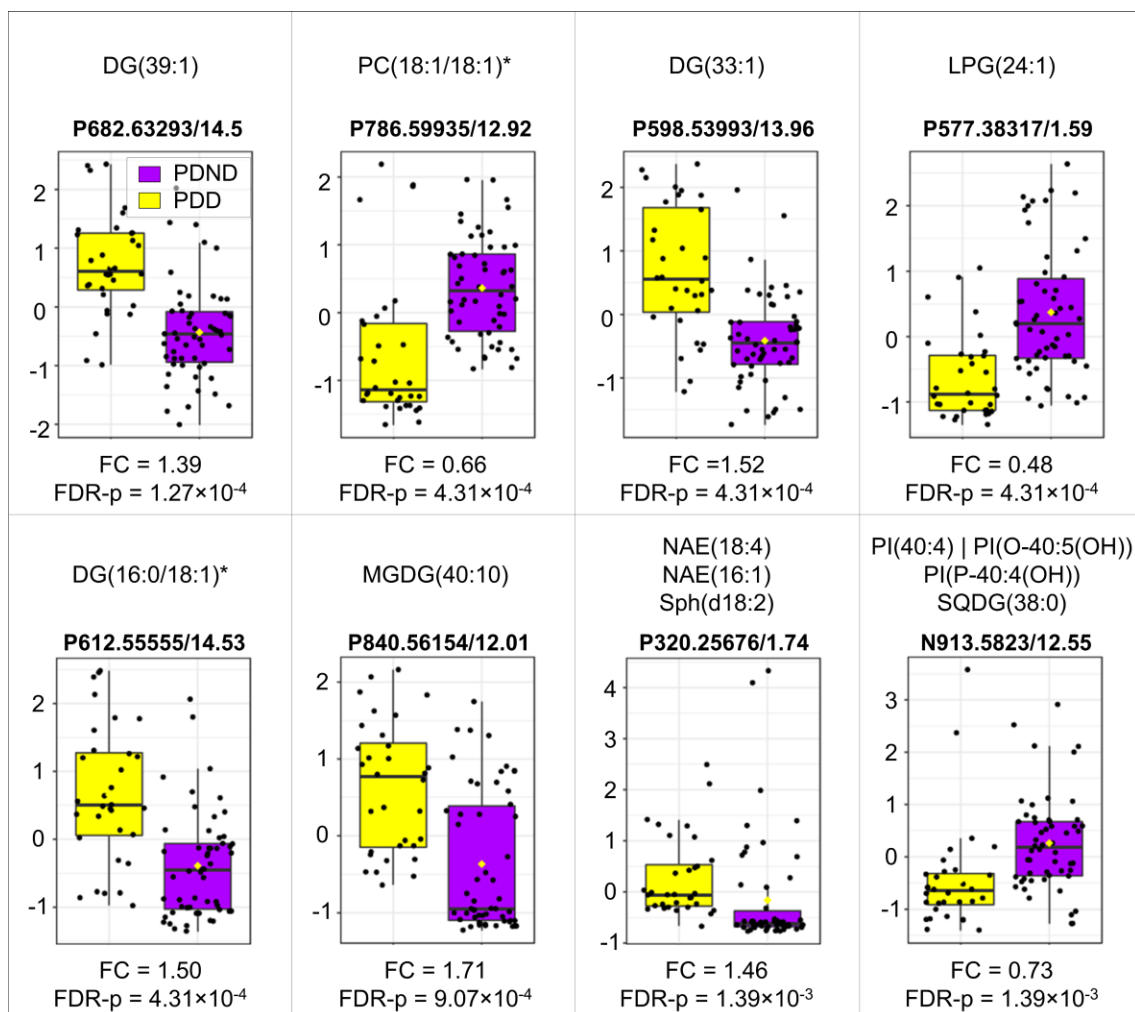 DG(39:1)
P682.63293/14.5
PDND
PDD
2
1
0
-1
-2
FC = 1.39
FDR-p = 1.27×10⁻⁴
PC(18:1/18:1)*
P786.59935/12.92
2
1
0
-1
FC = 0.66
FDR-p = 4.31×10⁻⁴
DG(33:1)
P598.53993/13.96
2
1
0
-1
FC =1.52
FDR-p = 4.31×10⁻⁴
LPG(24:1)
P577.38317/1.59
2
1
0
-1
FC = 0.48
FDR-p = 4.31×10⁻⁴
DG(16:0/18:1)*
P612.55555/14.53
2
1
0
-1
FC = 1.50
FDR-p = 4.31×10⁻⁴
MGDG(40:10)
P840.56154/12.01
2
1
0
-1
FC = 1.71
FDR-p = 9.07×10⁻⁴
NAE(18:4)
NAE(16:1)
Sph(d18:2)
P320.25676/1.74
4
3
2
1
0
-1
FC = 1.46
FDR-p = 1.39×10⁻³
PI(40:4) | PI(O-40:5(OH))
PI(P-40:4(OH))
SQDG(38:0)
N913.5823/12.55
3
2
1
0
-1
FC = 0.73
FDR-p = 1.39×10⁻³